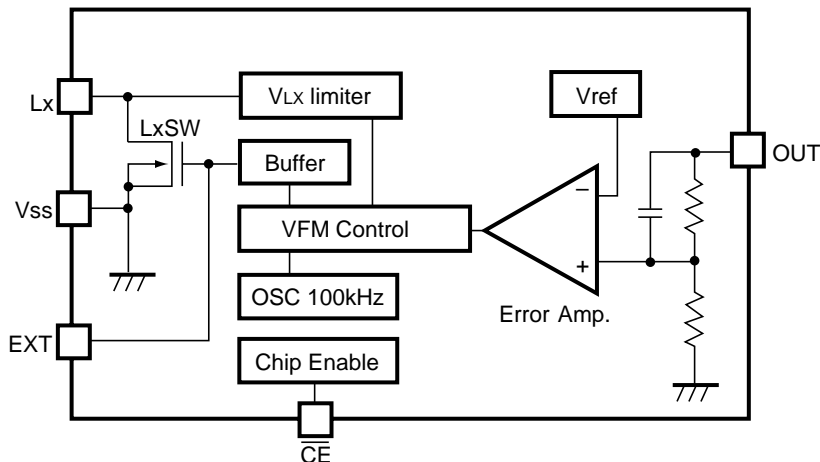 VLX limiter
Vref
Lx
LxSW
Buffer
OUT
Vss
VFM Control
−
+
OSC 100kHz
Error Amp.
EXT
Chip Enable
CE